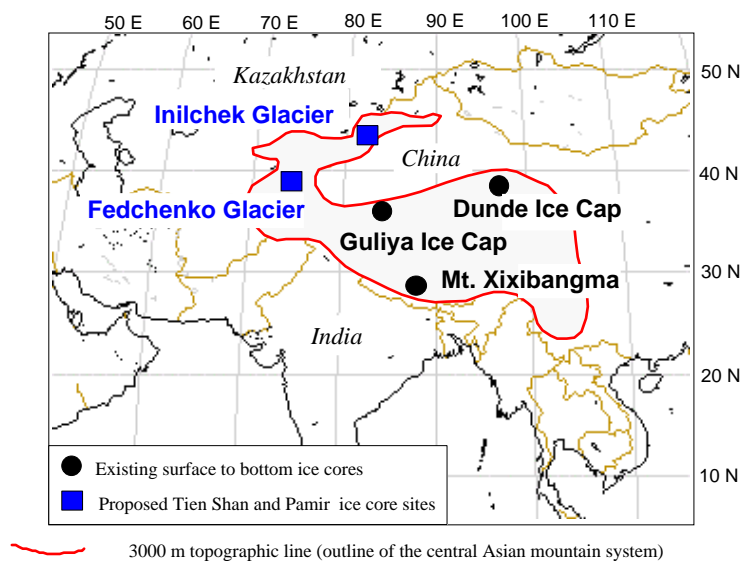 50 E 60 E 70 E 80 E 90 E 100 E 110 E
Kazakhstan
50 N
Inilchek Glacier
China
40 N
Fedchenko Glacier
Dunde Ice Cap
Guliya Ice Cap
Mt. Xixibangma
30 N
India
20 N
Existing surface to bottom ice cores
10 N
Proposed Tien Shan and Pamir ice core sites
3000 m topographic line (outline of the central Asian mountain system)